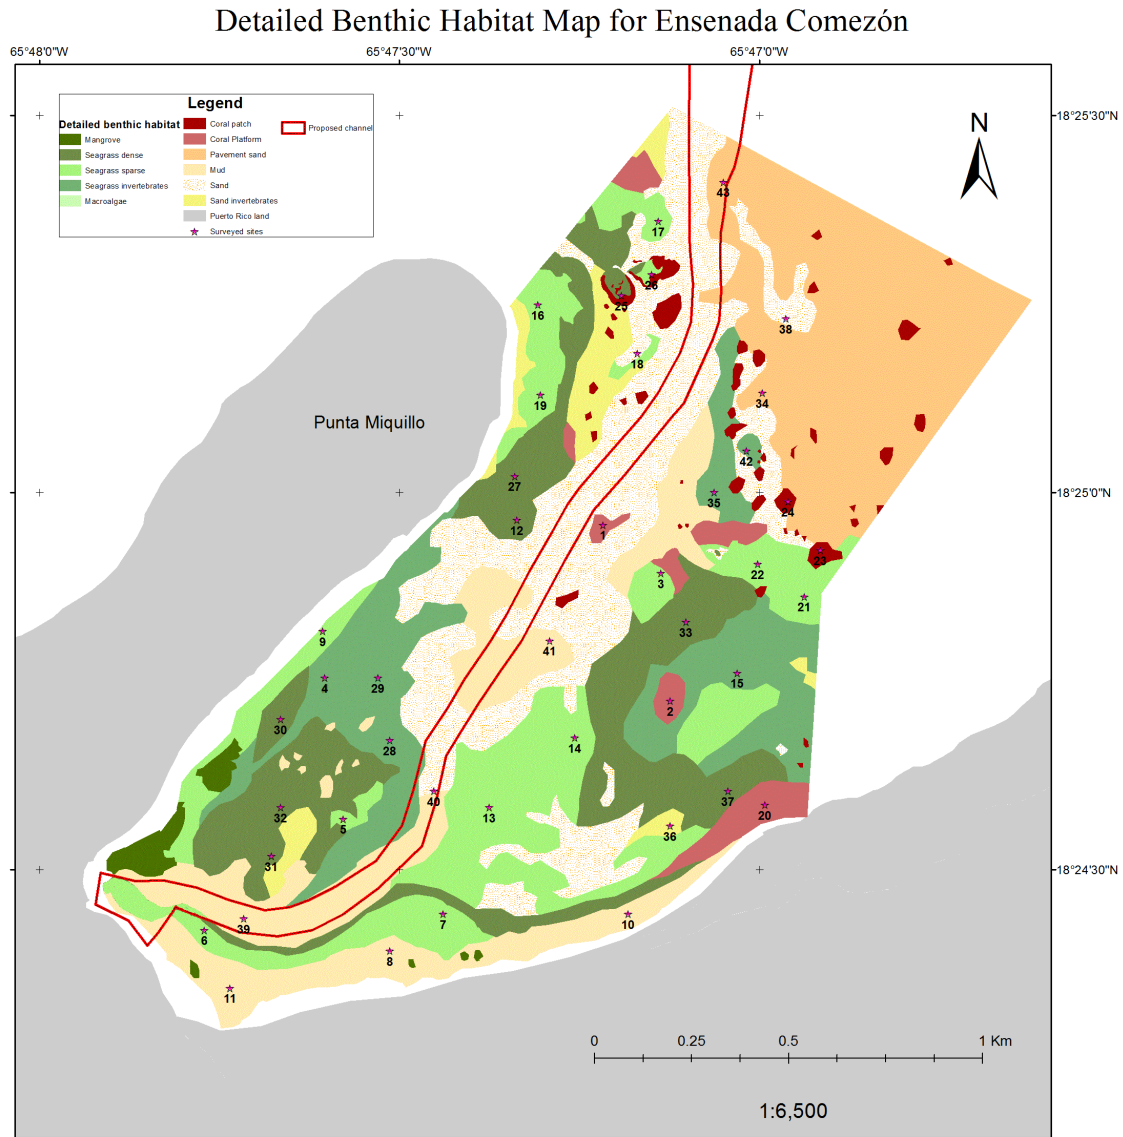 Detailed Benthic Habitat Map for Ensenada Comezón
65°48'0"W 65°47'30"W 65°47'0"W
Legend
Detailed benthic habitat
Mangrove
Seagrass dense
Seagrass sparse
Seagrass invertebrates
Macroalgae
Coral patch
Coral Platform
Pavement sand
Mud
Sand
Sand invertebrates
Puerto Rico land
Surveyed sites
Proposed channel
N
18°25'30"N
43
17
26
25
16
38
18
34
19
42
27
35
24
18°25'0"N
12
1
23
22
3
21
33
9
41
4
29
15
2
30
28
14
40
37
32
13
20
5
36
31
18°24'30"N
7
10
39
6
8
11
Punta Miquillo
0 0.25 0.5 1 Km
1:6,500